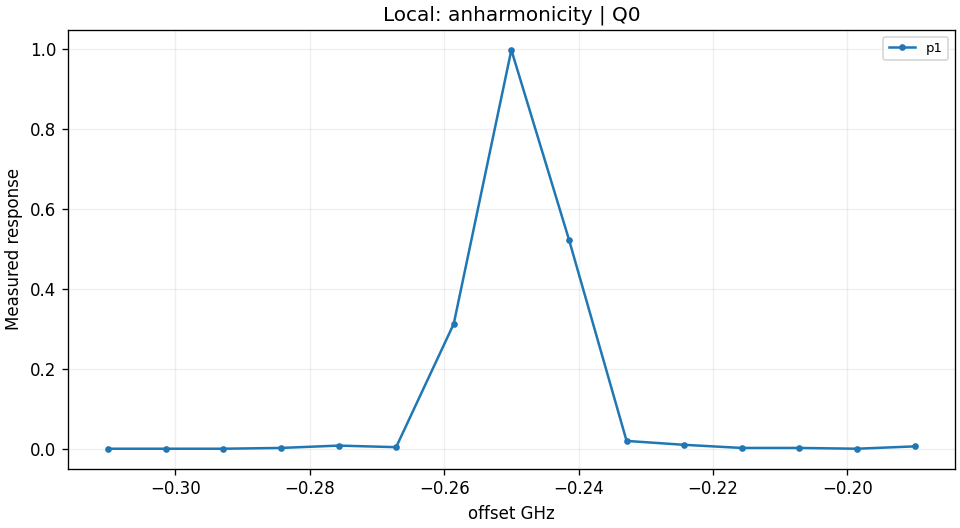 Local: anharmonicity | Q0
p1
Measured response
1.0
0.8
0.6
0.4
0.2
0.0
−0.30 −0.28 −0.26 −0.24 −0.22 −0.20
offset GHz